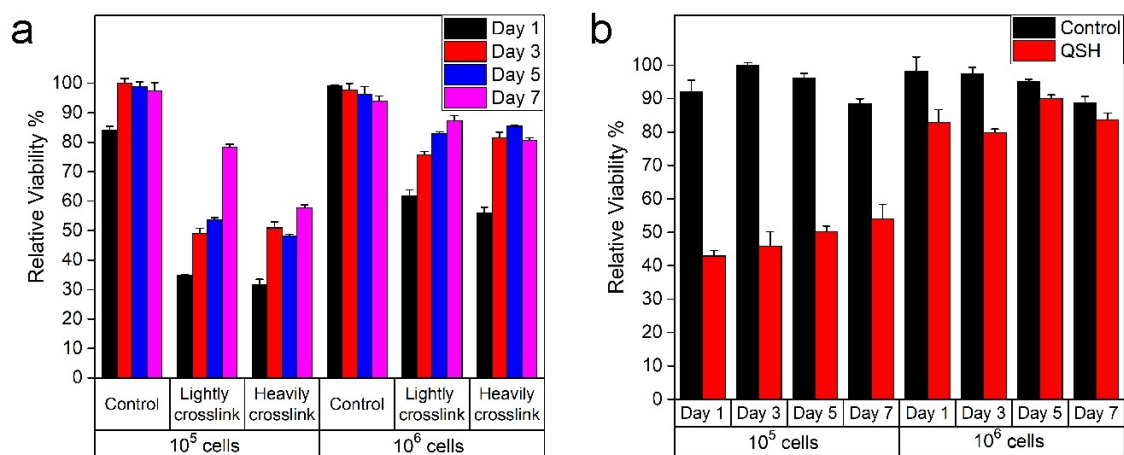 a
Day 1
Day 3
Day 5
Day 7
Relative Viability %
100
90
80
70
60
50
40
30
20
10
0
Control
Lightly crosslink
Heavily crosslink
Control
Lightly crosslink
Heavily crosslink
10⁵ cells
10⁶ cells
b
Control
QSH
Relative Viability %
100
90
80
70
60
50
40
30
20
10
0
Day 1 Day 3 Day 5 Day 7 Day 1 Day 3 Day 5 Day 7
10⁵ cells
10⁶ cells